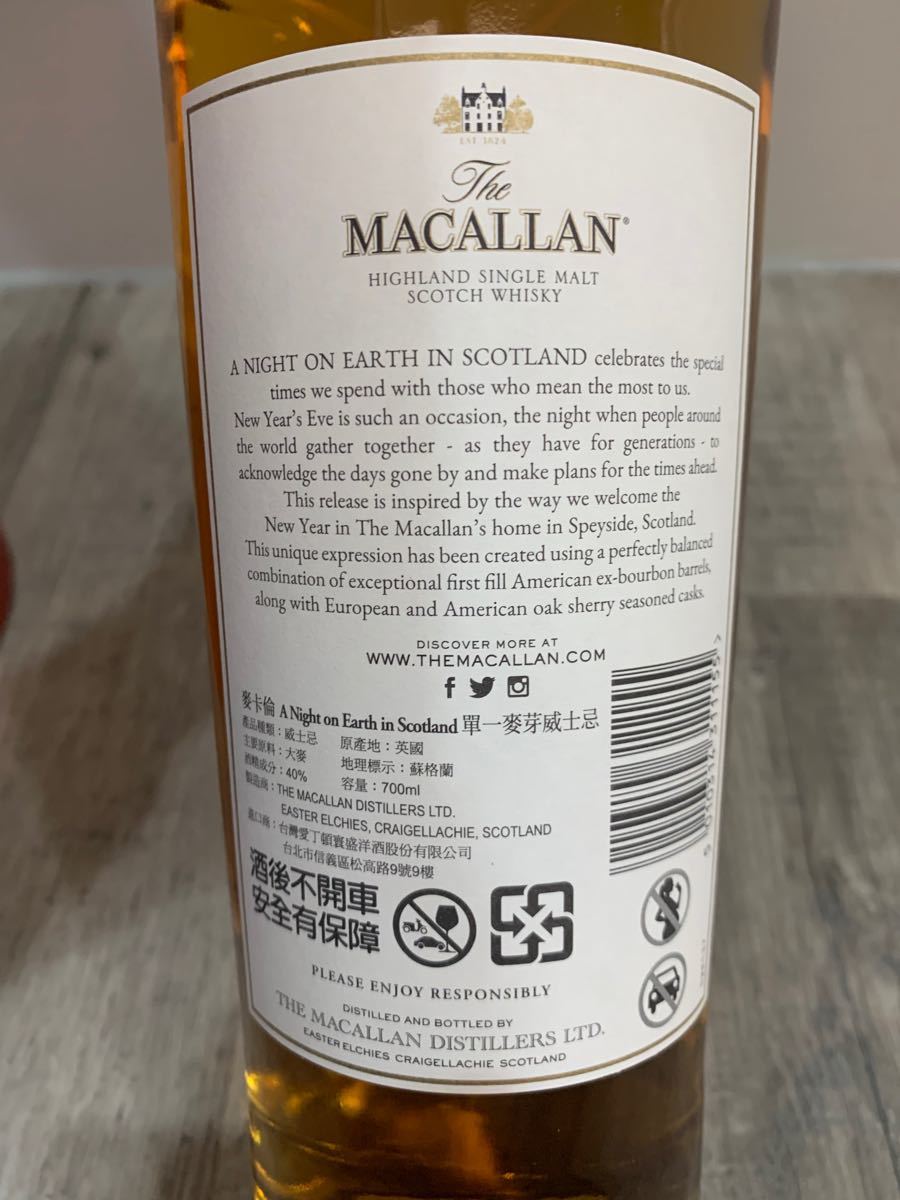 EST. 1824
The
MACALLAN®
HIGHLAND SINGLE MALT
SCOTCH WHISKY
A NIGHT ON EARTH IN SCOTLAND celebrates the special
times we spend with those who mean the most to us.
New Year's Eve is such an occasion, the night when people around
the world gather together - as they have for generations - to
acknowledge the days gone by and make plans for the times ahead.
This release is inspired by the way we welcome the
New Year in The Macallan's home in Speyside, Scotland.
This unique expression has been created using a perfectly balanced
combination of exceptional first fill American ex-bourbon barrels,
along with European and American oak sherry seasoned casks.
DISCOVER MORE AT
WWW.THEMACALLAN.COM
麥卡倫 A Night on Earth in Scotland 單一麥芽威士忌
產品種類：威士忌 原產地：英國
主要原料：大麥 地理標示：蘇格蘭
酒精成分：40% 容量：700ml
製造商：THE MACALLAN DISTILLERS LTD.
EASTER ELCHIES, CRAIGELLACHIE, SCOTLAND
進口商：台灣愛丁頓寰盛洋酒股份有限公司
台北市信義區松高路9號9樓
酒後不開車
安全有保障
PLEASE ENJOY RESPONSIBLY
DISTILLED AND BOTTLED BY
THE MACALLAN DISTILLERS LTD.
EASTER ELCHIES CRAIGELLACHIE SCOTLAND